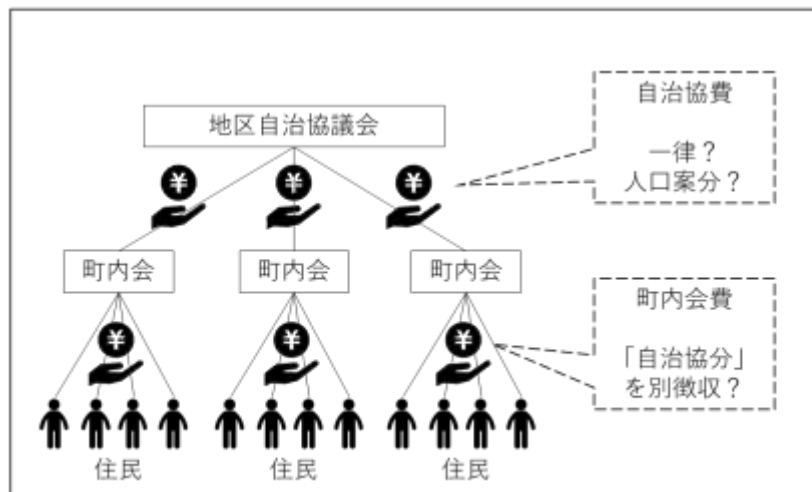 地区自治協議会
自治協費
一律？
人口案分？
¥
¥
¥
町内会
町内会
町内会
町内会費
「自治協分」
を別徴収？
¥
¥
¥
住民
住民
住民